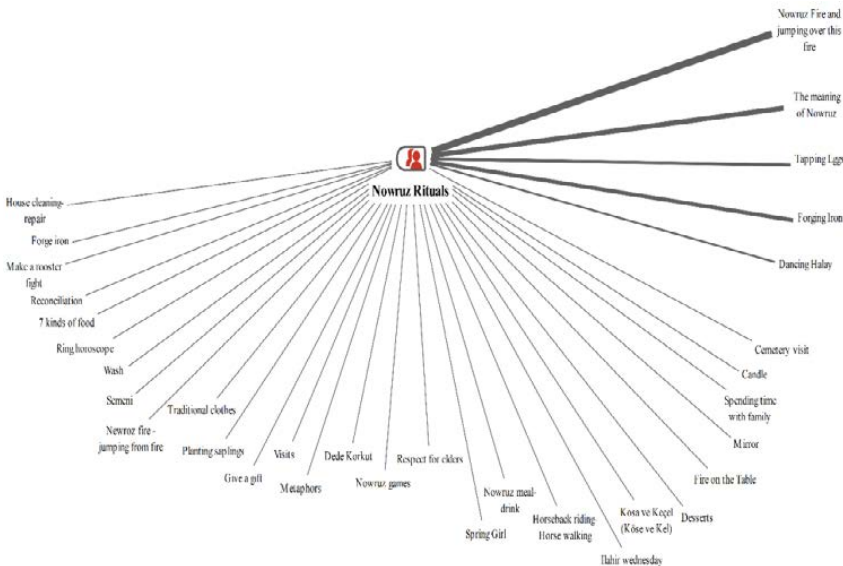 Nowruz Fire and
jumping over this
fire
The meaning
of Nowruz
Tapping Eggs
Forging Iron
Dancing Halay
Nowruz Rituals
House cleaning-
repair
Forge iron
Make a rooster
fight
Reconciliation
7 kinds of food
Ring horoscope
Wash
Semeni
Newroz fire -
jumping from fire
Traditional clothes
Planting saplings
Give a gift
Visits
Metaphors
Dede Korkut
Nowruz games
Respect for elders
Spring Girl
Nowruz meal-
drink
Horseback riding
Horse walking
Ilahir wednesday
Kosa ve Keçel
(Köse ve Kel)
Desserts
Fire on the Table
Mirror
Spending time
with family
Candle
Cemetery visit